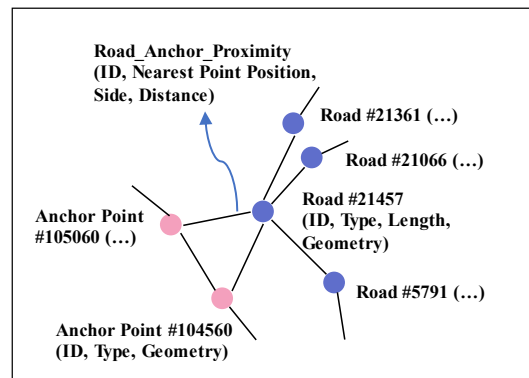 Road_Anchor_Proximity
(ID, Nearest Point Position,
Side, Distance)
Road #21361 (…)
Road #21066 (…)
Road #21457
(ID, Type, Length,
Geometry)
Anchor Point
#105060 (…)
Road #5791 (…)
Anchor Point #104560
(ID, Type, Geometry)